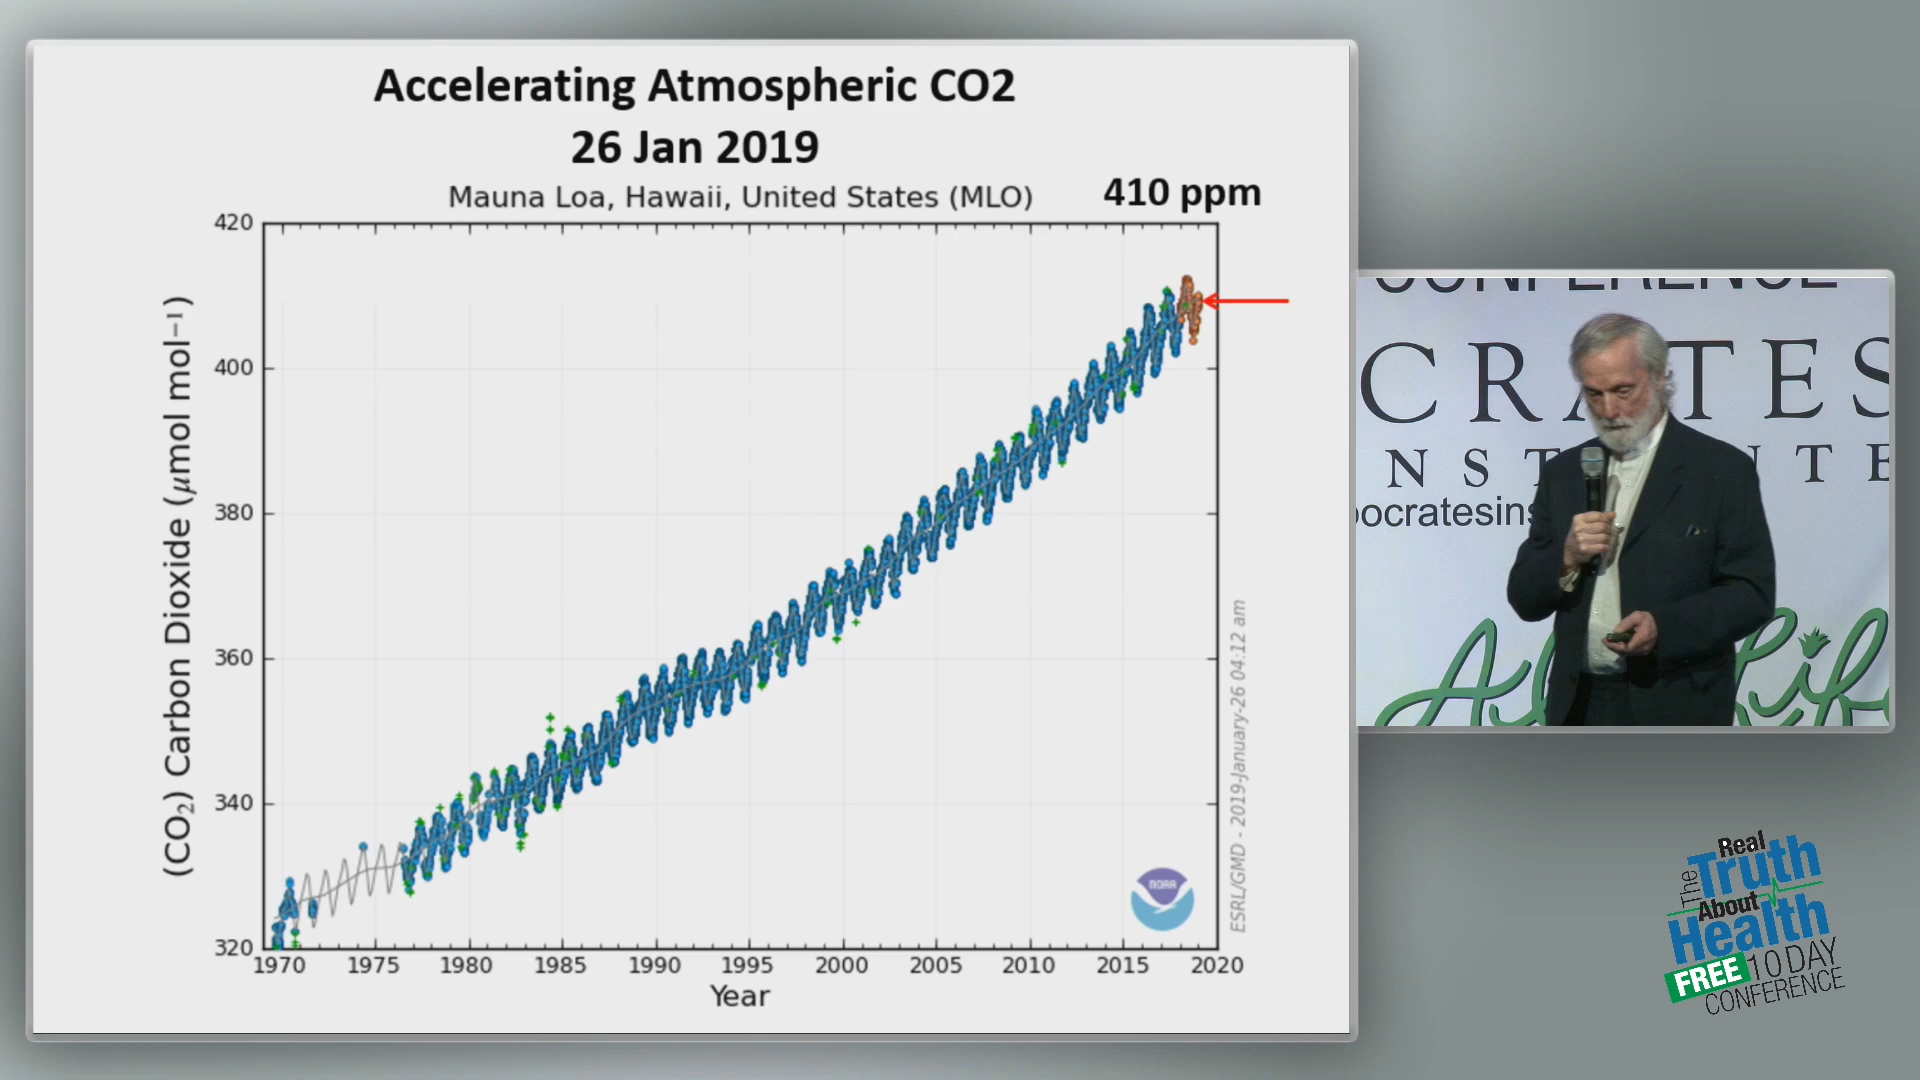 Accelerating Atmospheric CO2
26 Jan 2019
Mauna Loa, Hawaii, United States (MLO)
410 ppm
420
400
380
360
340
320
(CO₂) Carbon Dioxide (μmol mol⁻¹)
1970 1975 1980 1985 1990 1995 2000 2005 2010 2015 2020
Year
ESRL/GMD - 2019-January-26 04:12 am
NOAA
CONFERENCE
CRATES
NST TE
ocratesins
The Real
Truth
About
Health
FREE 10 DAY
CONFERENCE